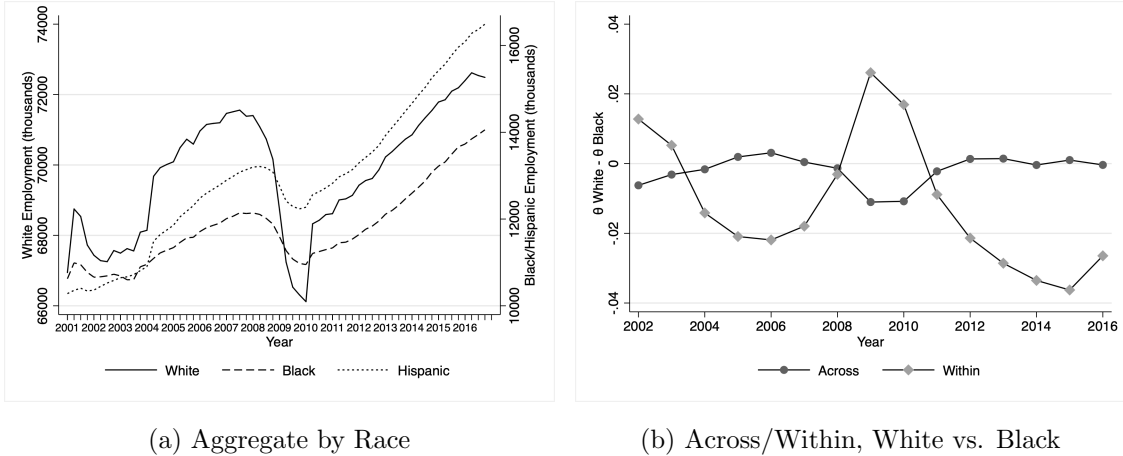 White Employment (thousands)
74000
72000
70000
68000
66000
Black/Hispanic Employment (thousands)
16000
14000
12000
10000
2001 2002 2003 2004 2005 2006 2007 2008 2009 2010 2011 2012 2013 2014 2015 2016
Year
White Black Hispanic
(a) Aggregate by Race
θ White - θ Black
.04
.02
0
-.02
-.04
2002 2004 2006 2008 2010 2012 2014 2016
Year
Across Within
(b) Across/Within, White vs. Black